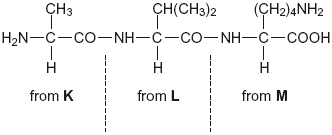 CH3 CH(CH3)2 (CH2)4NH2
H2N—C—CO—NH—C—CO—NH—C—COOH
H H H
from K from L from M